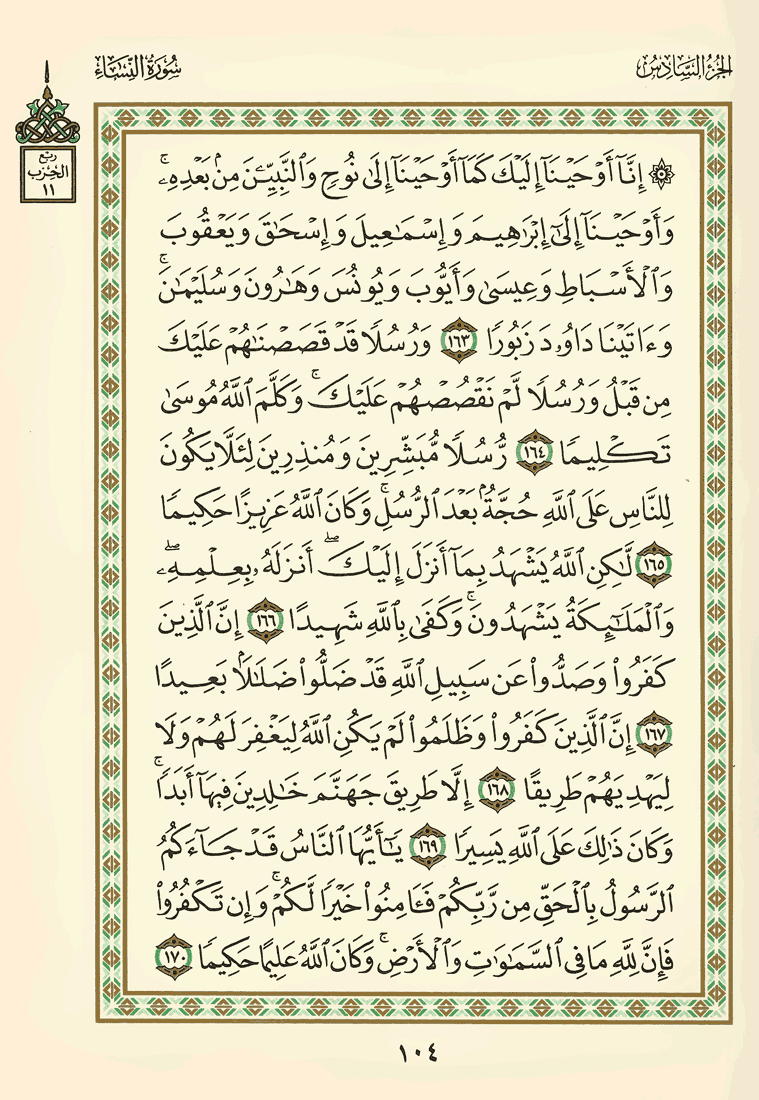 الجزء السادس
سورة النساء
ربع
الحزب
١١
۞ إِنَّآ أَوْحَيْنَآ إِلَيْكَ كَمَآ أَوْحَيْنَآ إِلَىٰ نُوحٍ وَٱلنَّبِيِّـۧنَ مِنۢ بَعْدِهِۦۚ
وَأَوْحَيْنَآ إِلَىٰٓ إِبْرَٰهِيمَ وَإِسْمَـٰعِيلَ وَإِسْحَـٰقَ وَيَعْقُوبَ
وَٱلْأَسْبَاطِ وَعِيسَىٰ وَأَيُّوبَ وَيُونُسَ وَهَـٰرُونَ وَسُلَيْمَـٰنَۚ
وَءَاتَيْنَا دَاوُۥدَ زَبُورًا ١٦٣ وَرُسُلًا قَدْ قَصَصْنَـٰهُمْ عَلَيْكَ
مِن قَبْلُ وَرُسُلًا لَّمْ نَقْصُصْهُمْ عَلَيْكَۚ وَكَلَّمَ ٱللَّهُ مُوسَىٰ
تَكْلِيمًا ١٦٤ رُّسُلًا مُّبَشِّرِينَ وَمُنذِرِينَ لِئَلَّا يَكُونَ
لِلنَّاسِ عَلَى ٱللَّهِ حُجَّةٌۢ بَعْدَ ٱلرُّسُلِۚ وَكَانَ ٱللَّهُ عَزِيزًا حَكِيمًا
١٦٥ لَّـٰكِنِ ٱللَّهُ يَشْهَدُ بِمَآ أَنزَلَ إِلَيْكَۖ أَنزَلَهُۥ بِعِلْمِهِۦۖ
وَٱلْمَلَـٰٓئِكَةُ يَشْهَدُونَۚ وَكَفَىٰ بِٱللَّهِ شَهِيدًا ١٦٦ إِنَّ ٱلَّذِينَ
كَفَرُوا۟ وَصَدُّوا۟ عَن سَبِيلِ ٱللَّهِ قَدْ ضَلُّوا۟ ضَلَـٰلًۢا بَعِيدًا
١٦٧ إِنَّ ٱلَّذِينَ كَفَرُوا۟ وَظَلَمُوا۟ لَمْ يَكُنِ ٱللَّهُ لِيَغْفِرَ لَهُمْ وَلَا
لِيَهْدِيَهُمْ طَرِيقًا ١٦٨ إِلَّا طَرِيقَ جَهَنَّمَ خَـٰلِدِينَ فِيهَآ أَبَدًاۚ
وَكَانَ ذَٰلِكَ عَلَى ٱللَّهِ يَسِيرًا ١٦٩ يَـٰٓأَيُّهَا ٱلنَّاسُ قَدْ جَآءَكُمُ
ٱلرَّسُولُ بِٱلْحَقِّ مِن رَّبِّكُمْ فَـَٔامِنُوا۟ خَيْرًا لَّكُمْۚ وَإِن تَكْفُرُوا۟
فَإِنَّ لِلَّهِ مَا فِى ٱلسَّمَـٰوَٰتِ وَٱلْأَرْضِۚ وَكَانَ ٱللَّهُ عَلِيمًا حَكِيمًا ١٧٠
١٠٤